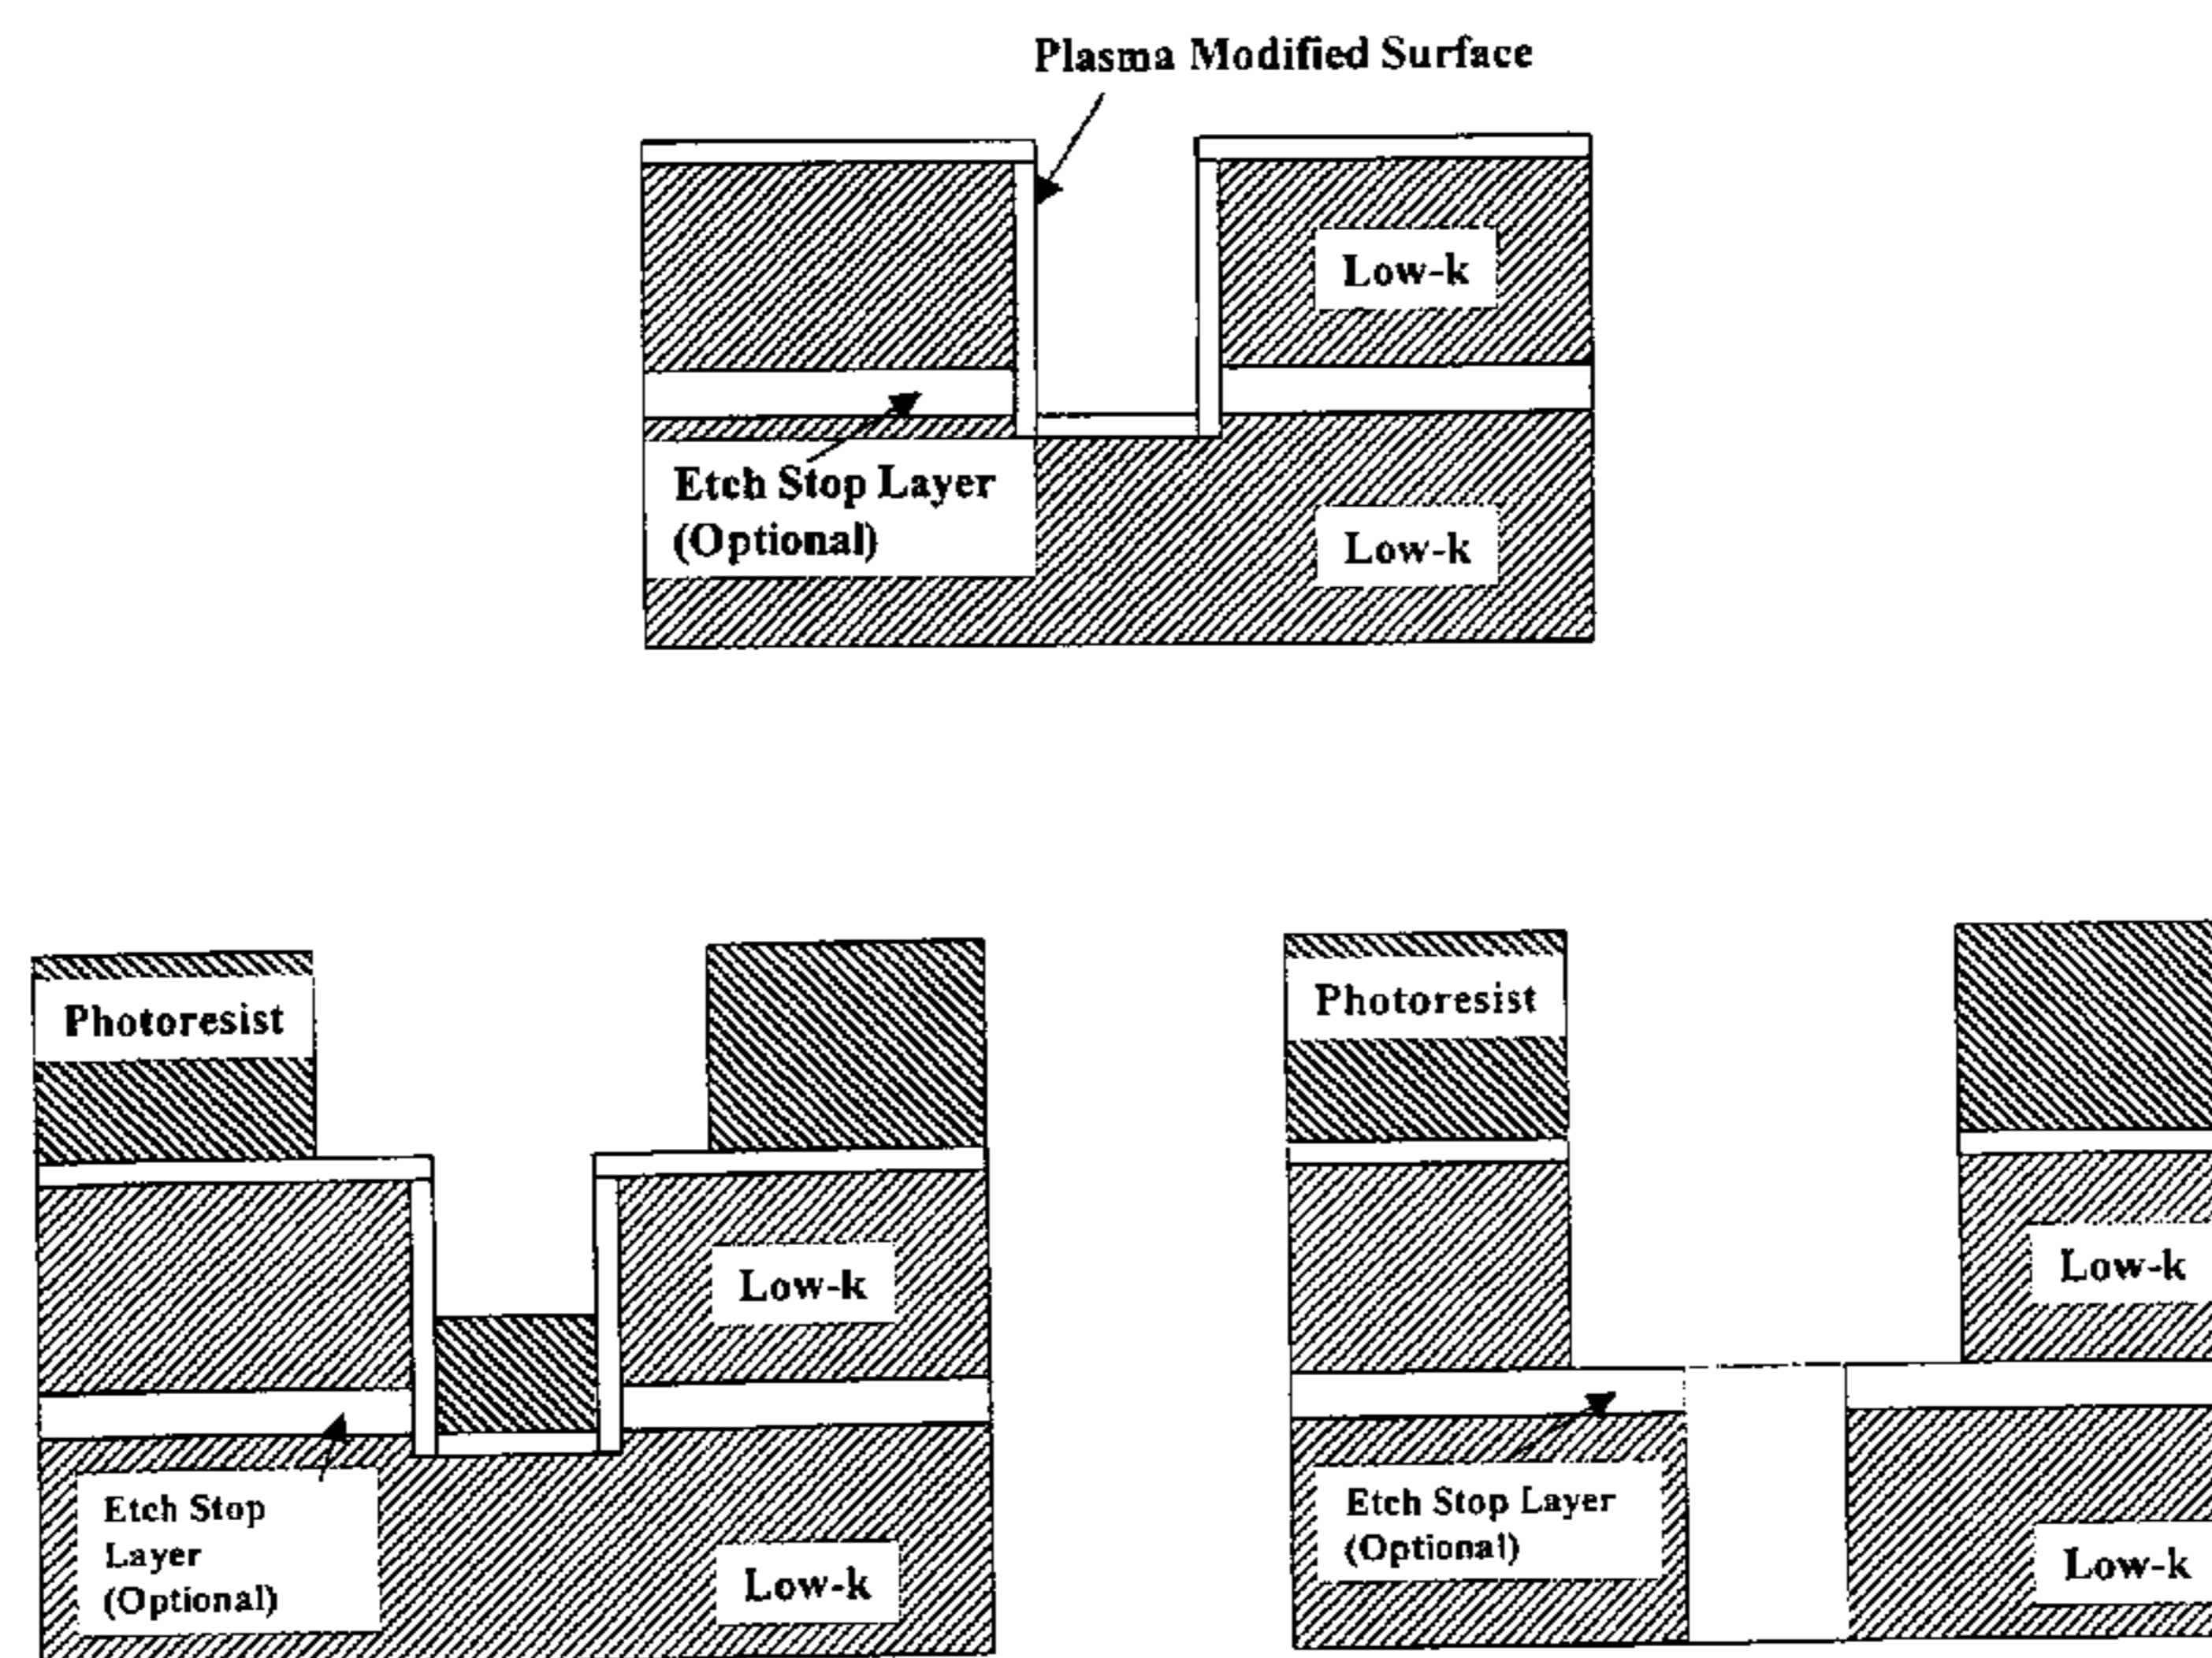 Plasma Modified Surface
Low-k
Etch Stop Layer
(Optional)
Low-k
Photoresist
Low-k
Etch Stop
Layer
(Optional)
Low-k
Photoresist
Low-k
Etch Stop Layer
(Optional)
Low-k